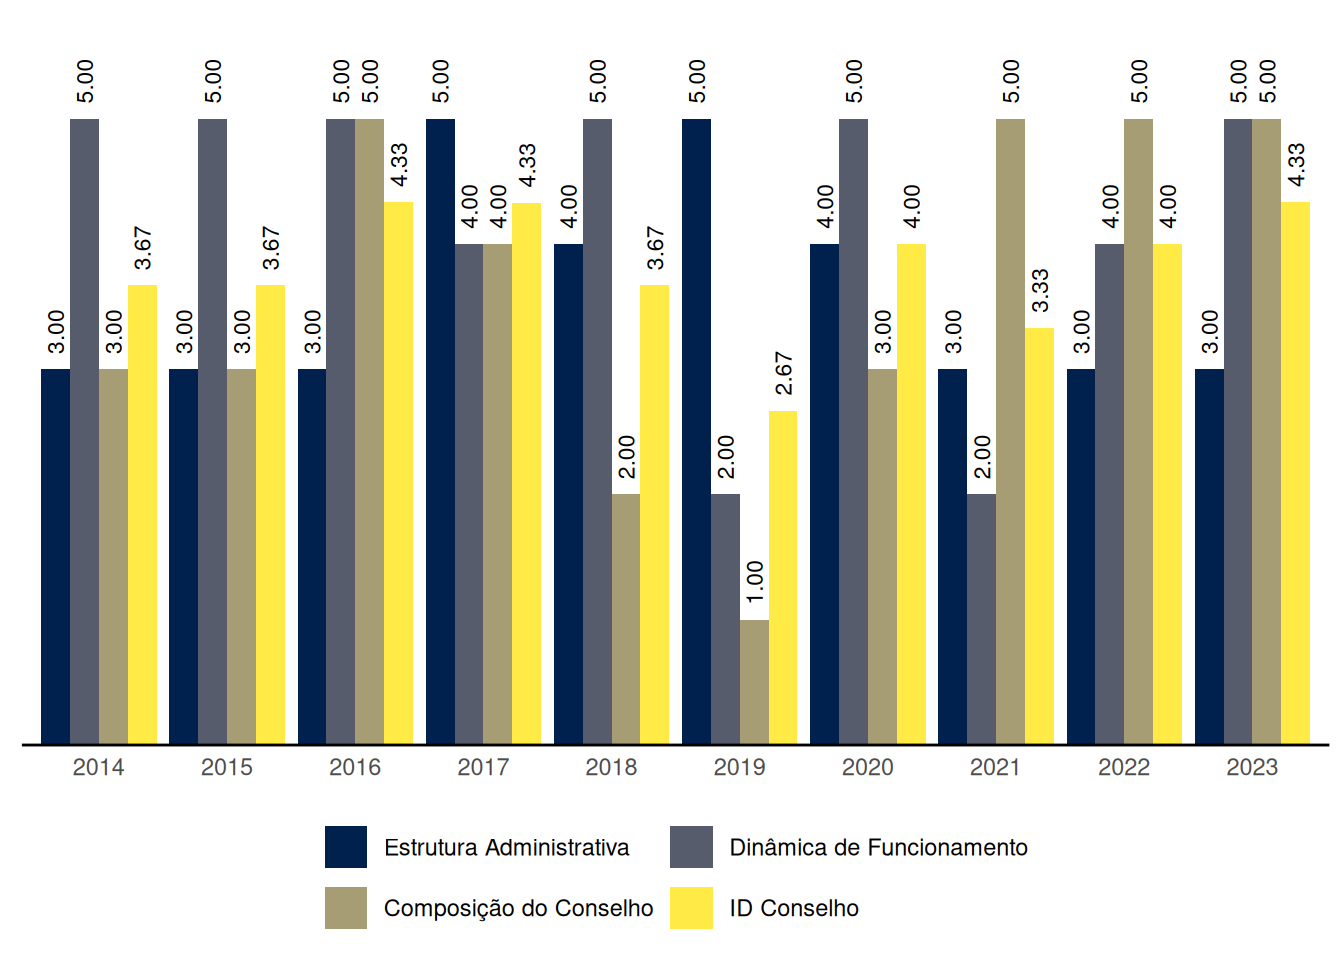 5.00 5.00 5.00 5.00 5.00 5.00 5.00 5.00 5.00 5.00 5.00 5.00
4.33 4.33 4.33
4.00 4.00 4.00 4.00 4.00 4.00 4.00
3.67 3.67 3.67
3.33
3.00 3.00 3.00 3.00 3.00 3.00 3.00 3.00 3.00
2.67
2.00 2.00 2.00
1.00
2014 2015 2016 2017 2018 2019 2020 2021 2022 2023
Estrutura Administrativa Dinâmica de Funcionamento
Composição do Conselho ID Conselho